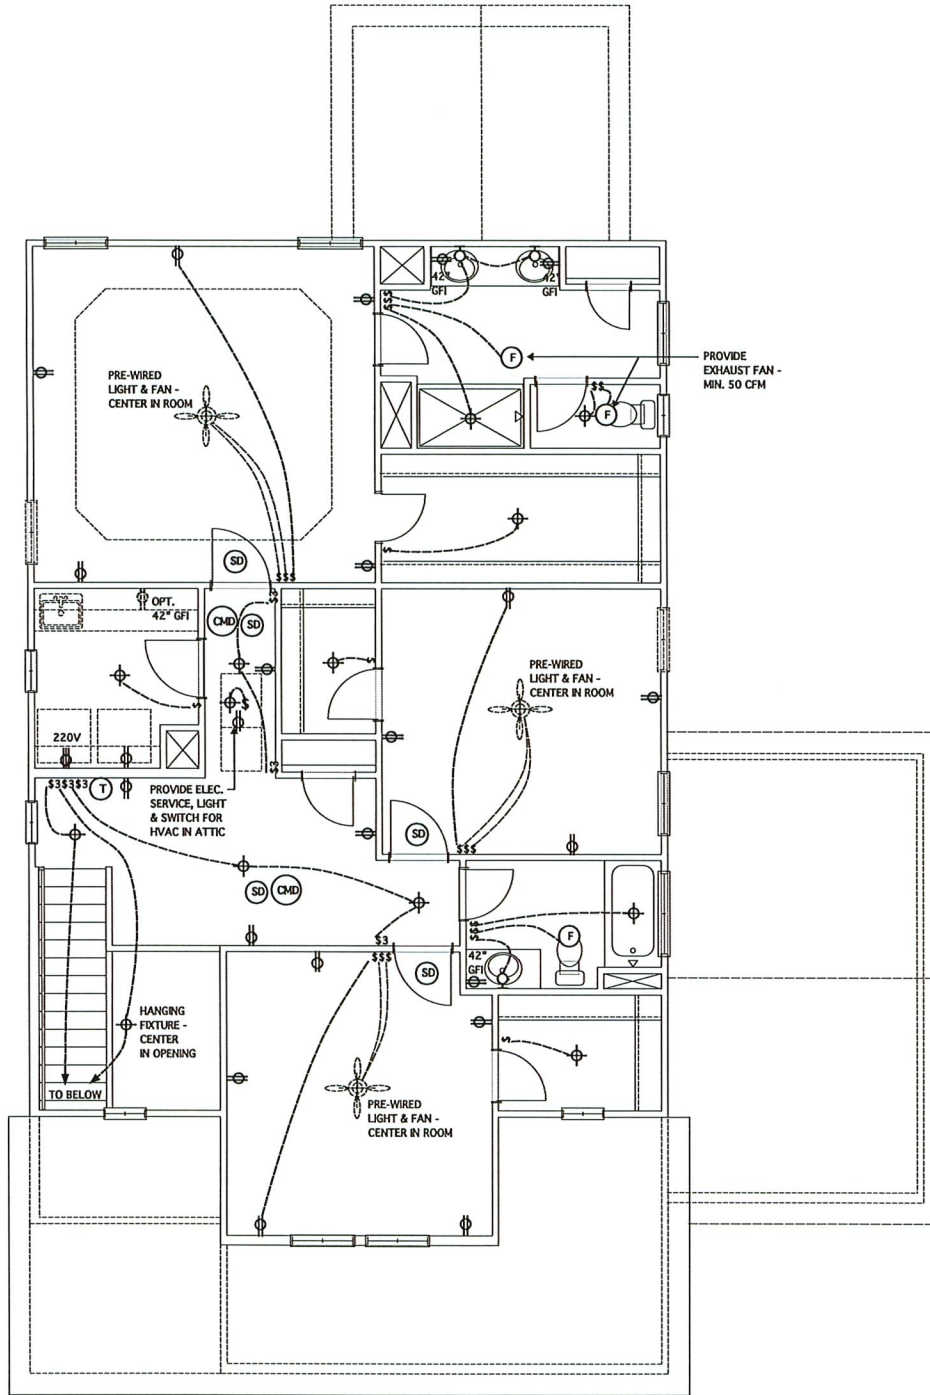 42"
GFI
42"
GFI
$$$
$$$
F
PROVIDE
EXHAUST FAN -
MIN. 50 CFM
PRE-WIRED
LIGHT & FAN -
CENTER IN ROOM
$$
F
$
SD
$$$
$3
OPT.
42" GFI
CMD
SD
$
PRE-WIRED
LIGHT & FAN -
CENTER IN ROOM
$
$
220V
$3
$3$3$3
T
PROVIDE ELEC.
SERVICE, LIGHT
& SWITCH FOR
HVAC IN ATTIC
SD
$$$
SD
CMD
$3
$$$
$$$
$$$
F
42"
GFI
SD
HANGING
FIXTURE -
CENTER
IN OPENING
$
TO BELOW
PRE-WIRED
LIGHT & FAN -
CENTER IN ROOM